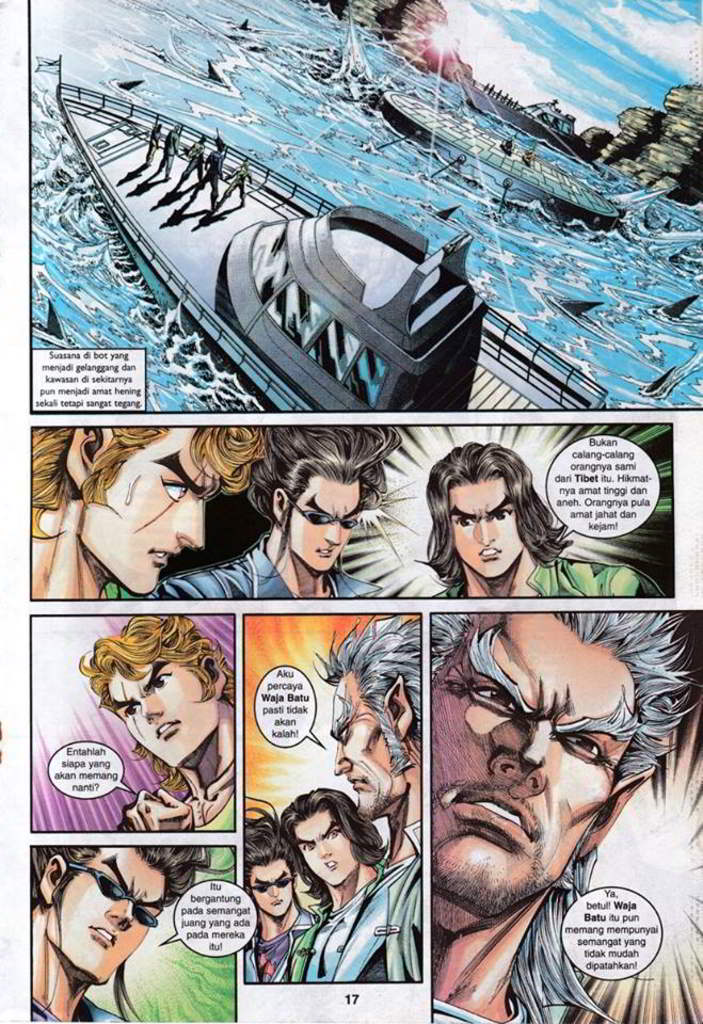 Suasana di bot yang
menjadi gelanggang dan
kawasan di sekitarnya
pun menjadi amat hening
sekali tetapi sangat tegang.
Bukan
calang-calang
orangnya sami
dari Tibet itu. Hikmat-
nya amat tinggi dan
aneh. Orangnya pula
amat jahat dan
kejam!
Entahlah
siapa yang
akan memang
nanti?
Aku
percaya
Waja Batu
pasti tidak
akan
kalah!
Itu
bergantung
pada semangat
juang yang ada
pada mereka
itu!
Ya,
betul! Waja
Batu itu pun
memang mempunyai
semangat yang
tidak mudah
dipatahkan!
17